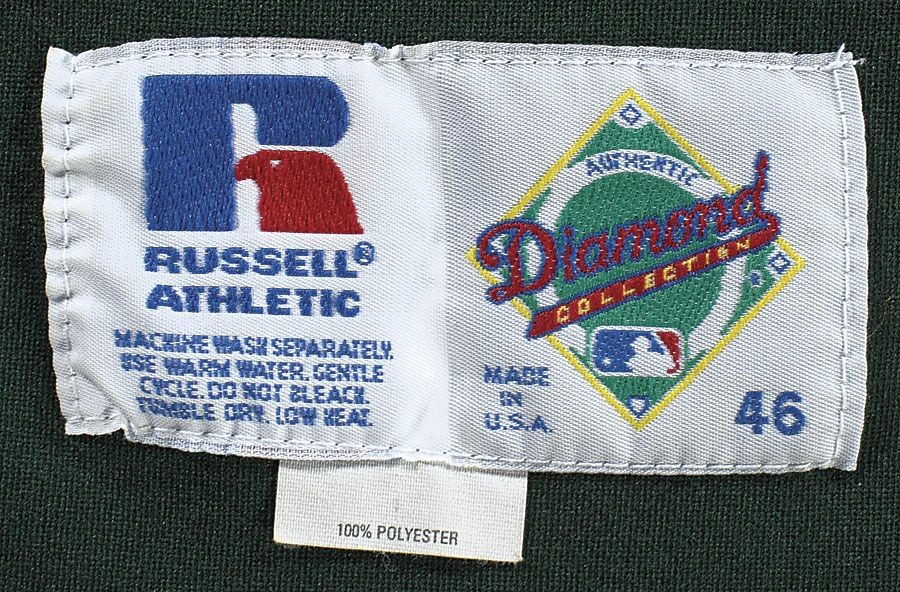 RUSSELL®
ATHLETIC
MACHINE WASH SEPARATELY.
USE WARM WATER. GENTLE
CYCLE. DO NOT BLEACH.
TUMBLE DRY. LOW HEAT.
AUTHENTIC
Diamond
COLLECTION
MADE
IN
U.S.A.
46
100% POLYESTER